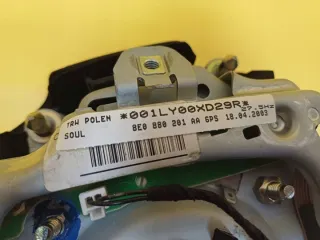 TRW POLEN *001LY00XD29R*
27.5Hz
SOUL 8E0 880 201 AA 6PS 18.04.2003